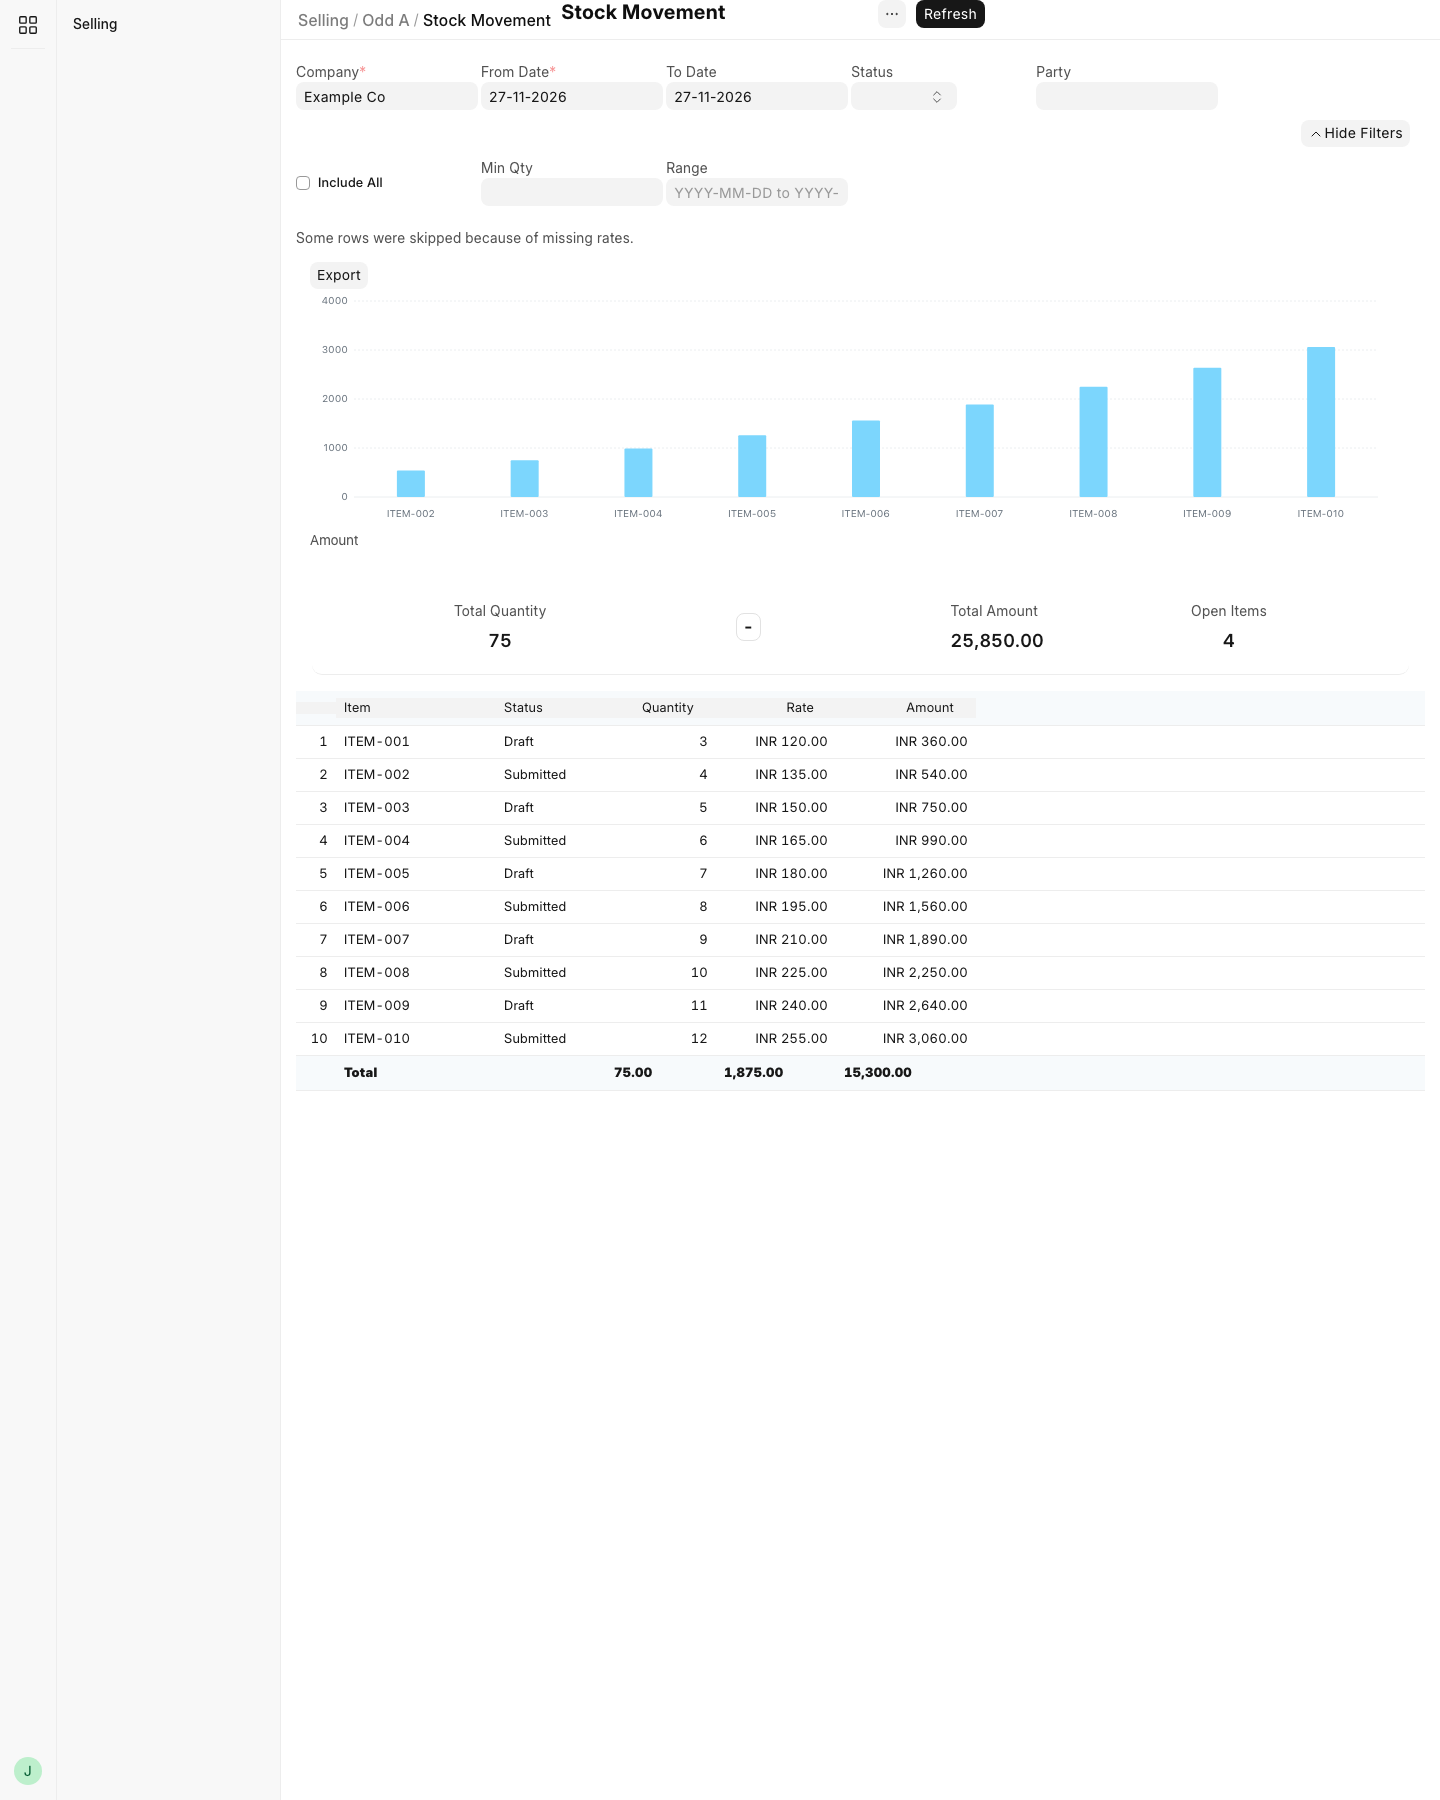 Selling
Selling / Odd A / Stock Movement
Stock Movement
Refresh
Company*
From Date*
To Date
Status
Party
Example Co
27-11-2026
27-11-2026
Hide Filters
Include All
Min Qty
Range
YYYY-MM-DD to YYYY-
Some rows were skipped because of missing rates.
Export
4000
3000
2000
1000
0
ITEM-002 ITEM-003 ITEM-004 ITEM-005 ITEM-006 ITEM-007 ITEM-008 ITEM-009 ITEM-010
Amount
Total Quantity
75
-
Total Amount
25,850.00
Open Items
4
Item Status Quantity Rate Amount
1 ITEM-001 Draft 3 INR 120.00 INR 360.00
2 ITEM-002 Submitted 4 INR 135.00 INR 540.00
3 ITEM-003 Draft 5 INR 150.00 INR 750.00
4 ITEM-004 Submitted 6 INR 165.00 INR 990.00
5 ITEM-005 Draft 7 INR 180.00 INR 1,260.00
6 ITEM-006 Submitted 8 INR 195.00 INR 1,560.00
7 ITEM-007 Draft 9 INR 210.00 INR 1,890.00
8 ITEM-008 Submitted 10 INR 225.00 INR 2,250.00
9 ITEM-009 Draft 11 INR 240.00 INR 2,640.00
10 ITEM-010 Submitted 12 INR 255.00 INR 3,060.00
Total 75.00 1,875.00 15,300.00
J